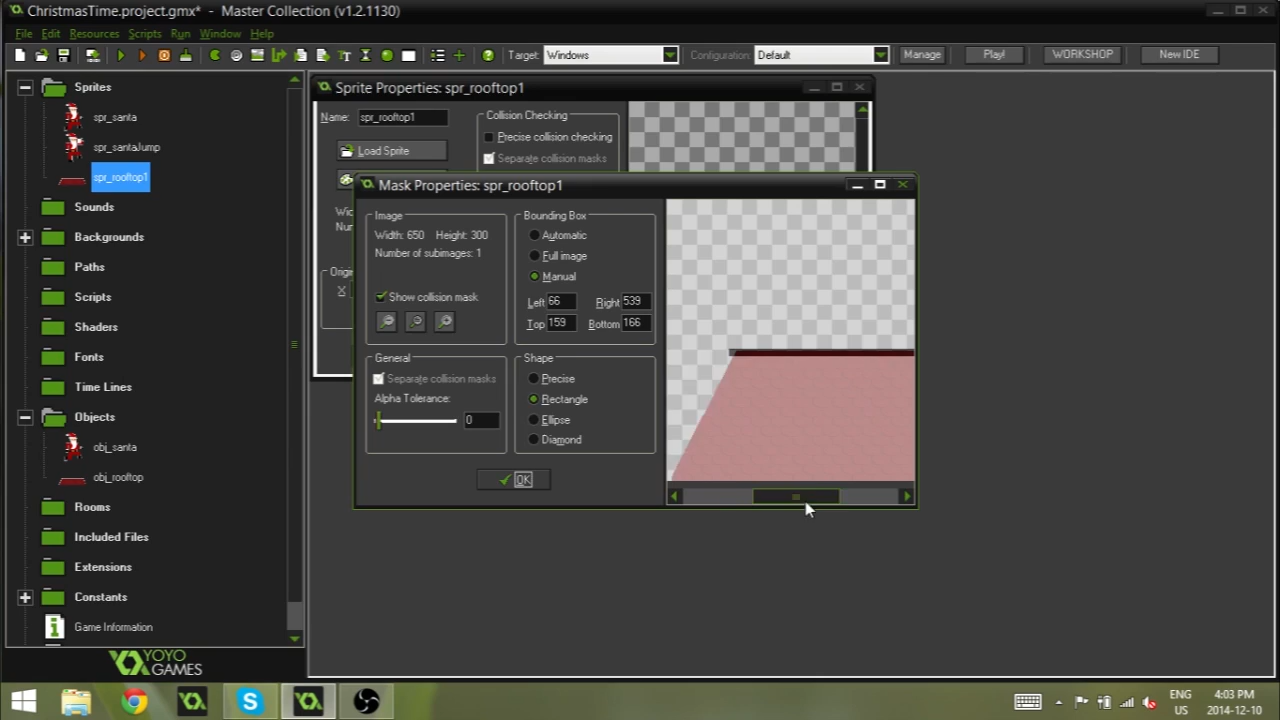 ChristmasTime.project.gmx* - Master Collection (v1.2.1130)
File Edit Resources Scripts Run Window Help
Target: Windows Configuration: Default Manage Play! WORKSHOP New IDE
Sprites
spr_santa
spr_santaJump
spr_rooftop1
Sounds
Backgrounds
Paths
Scripts
Shaders
Fonts
Time Lines
Objects
obj_santa
obj_rooftop
Rooms
Included Files
Extensions
Constants
Game Information
YOYO
GAMES
Sprite Properties: spr_rooftop1
Name: spr_rooftop1
Load Sprite
Collision Checking
Precise collision checking
Separate collision masks
Wid
Num
Origin
X
Mask Properties: spr_rooftop1
Image
Width: 650 Height: 300
Number of subimages: 1
Show collision mask
General
Separate collision masks
Alpha Tolerance:
0
Bounding Box
Automatic
Full image
Manual
Left 66 Right 539
Top 159 Bottom 166
Shape
Precise
Rectangle
Ellipse
Diamond
OK
ENG
US
4:03 PM
2014-12-10